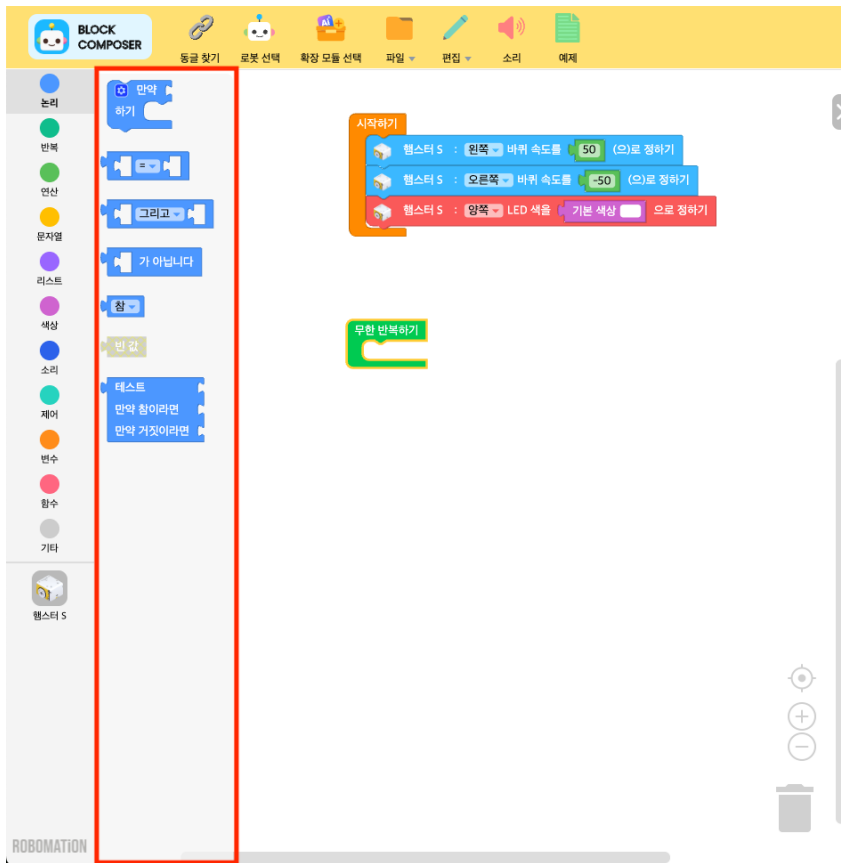 BLOCK
COMPOSER
동글 찾기
로봇 선택
확장 모듈 선택
파일
편집
소리
예제
논리
반복
연산
문자열
리스트
색상
소리
제어
변수
함수
기타
햄스터 S
ROBOMATION
만약
하기
=
그리고
가 아닙니다
참
빈 값
테스트
만약 참이라면
만약 거짓이라면
시작하기
햄스터 S : 왼쪽 바퀴 속도를 50 (으)로 정하기
햄스터 S : 오른쪽 바퀴 속도를 -50 (으)로 정하기
햄스터 S : 양쪽 LED 색을 기본 색상 으로 정하기
무한 반복하기